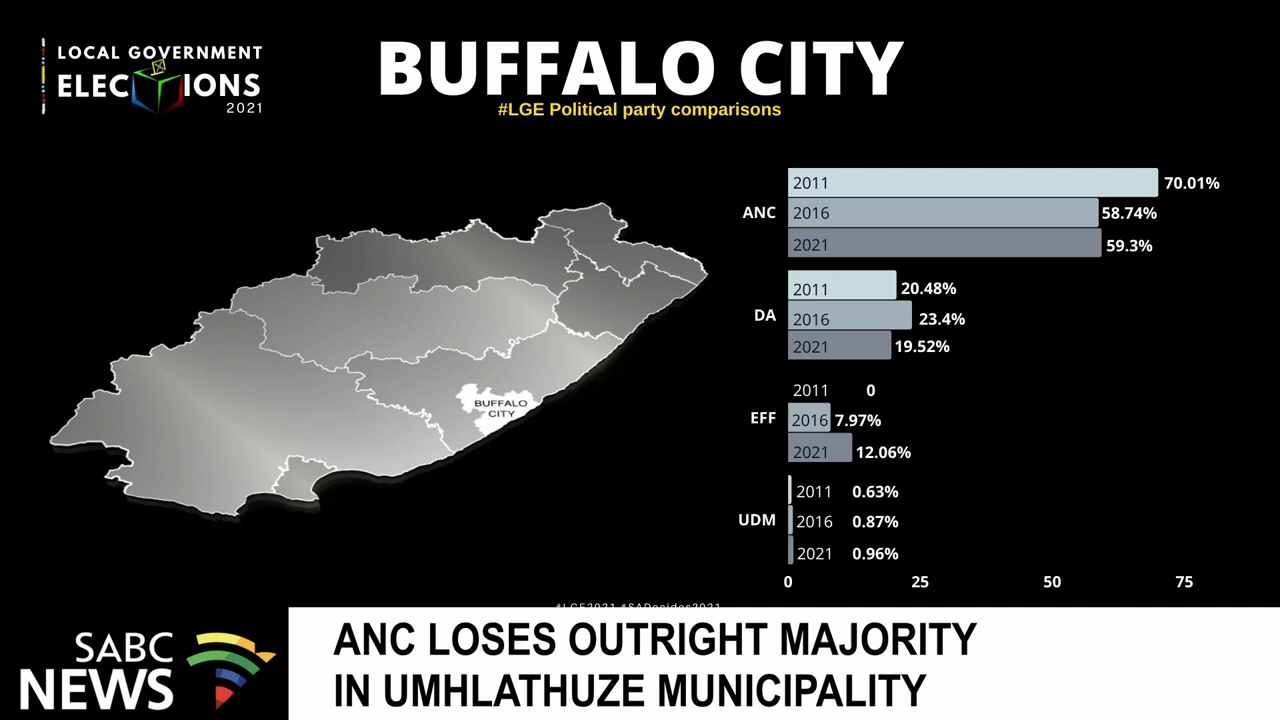 LOCAL GOVERNMENT
ELECTIONS
2021
BUFFALO CITY
#LGE Political party comparisons
BUFFALO
CITY
ANC
2011 70.01%
2016 58.74%
2021 59.3%
DA
2011 20.48%
2016 23.4%
2021 19.52%
EFF
2011 0
2016 7.97%
2021 12.06%
UDM
2011 0.63%
2016 0.87%
2021 0.96%
0 25 50 75
#LGE2021 #SADecides2021
SABC
NEWS
ANC LOSES OUTRIGHT MAJORITY
IN UMHLATHUZE MUNICIPALITY